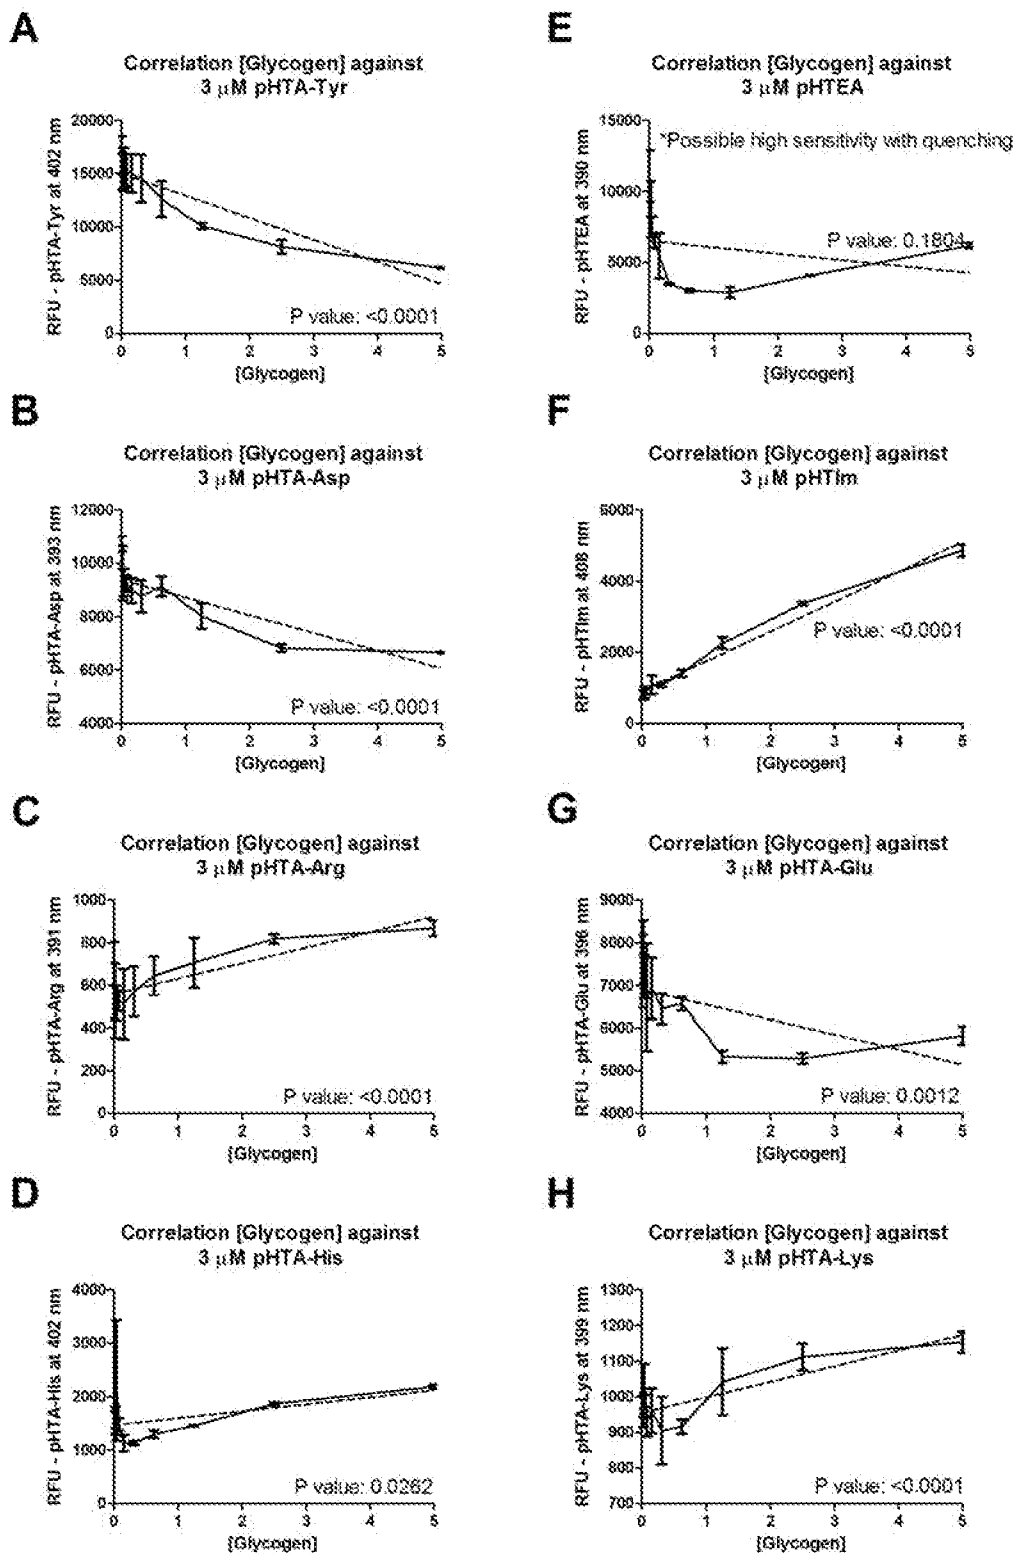 A
Correlation [Glycogen] against
3 μM pHTA-Tyr
RFU - pHTA-Tyr at 402 nm
20000
15000
10000
5000
0
0 1 2 3 4 5
P value: <0.0001
[Glycogen]
E
Correlation [Glycogen] against
3 μM pHTEA
RFU - pHTEA at 390 nm
15000
10000
5000
0
0 1 2 3 4 5
*Possible high sensitivity with quenching
P value: 0.1804
[Glycogen]
B
Correlation [Glycogen] against
3 μM pHTA-Asp
RFU - pHTA-Asp at 393 nm
12000
10000
8000
6000
4000
0 1 2 3 4 5
P value: <0.0001
[Glycogen]
F
Correlation [Glycogen] against
3 μM pHTIm
RFU - pHTIm at 408 nm
6000
4000
2000
0
0 1 2 3 4 5
P value: <0.0001
[Glycogen]
C
Correlation [Glycogen] against
3 μM pHTA-Arg
RFU - pHTA-Arg at 391 nm
1000
800
600
400
200
0
0 1 2 3 4 5
P value: <0.0001
[Glycogen]
G
Correlation [Glycogen] against
3 μM pHTA-Glu
RFU - pHTA-Glu at 396 nm
9000
8000
7000
6000
5000
4000
0 1 2 3 4 5
P value: 0.0012
[Glycogen]
D
Correlation [Glycogen] against
3 μM pHTA-His
RFU - pHTA-His at 402 nm
4000
3000
2000
1000
0
0 1 2 3 4 5
P value: 0.0262
[Glycogen]
H
Correlation [Glycogen] against
3 μM pHTA-Lys
RFU - pHTA-Lys at 399 nm
1300
1200
1100
1000
900
800
700
0 1 2 3 4 5
P value: <0.0001
[Glycogen]